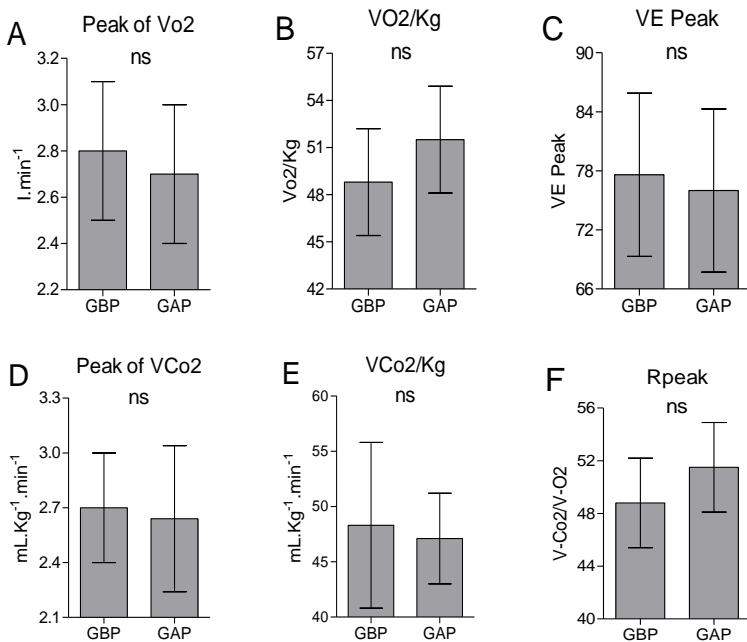 A
Peak of Vo2
ns
l.min⁻¹
3.2
3.0
2.8
2.6
2.4
2.2
GBP GAP
B
VO2/Kg
ns
Vo2/Kg
57
54
51
48
45
42
GBP GAP
C
VE Peak
ns
VE Peak
90
84
78
72
66
GBP GAP
D
Peak of VCo2
ns
mL.Kg⁻¹.min⁻¹
3.3
3.0
2.7
2.4
2.1
GBP GAP
E
VCo2/Kg
ns
mL.Kg⁻¹.min⁻¹
60
55
50
45
40
GBP GAP
F
Rpeak
ns
V-Co2/V-O2
56
52
48
44
40
GBP GAP